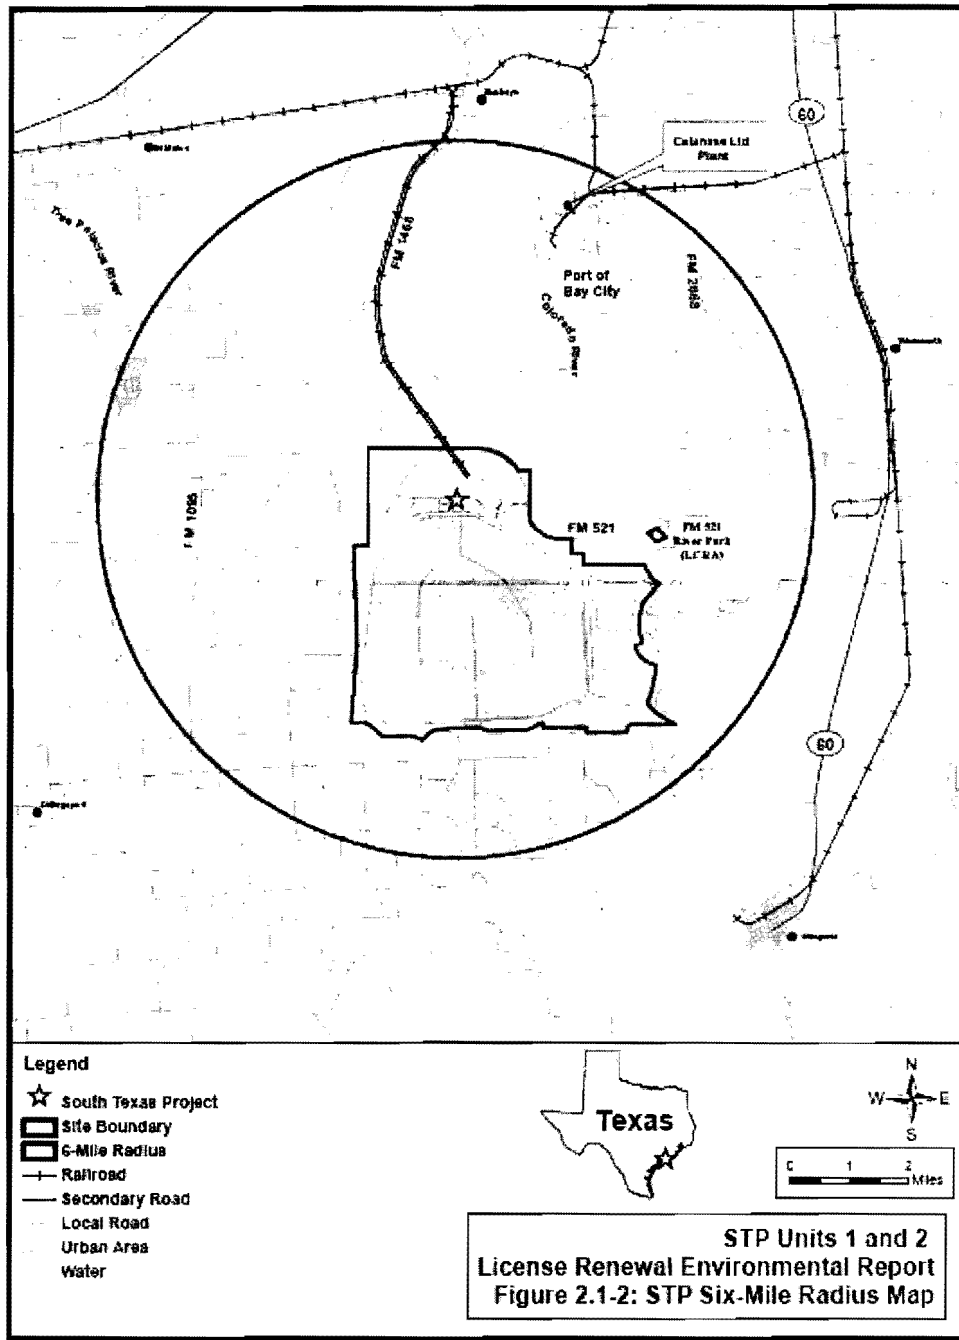 60
Celanese Ltd
Plant
Tres Palacios River
FM 1468
Port of
Bay City
FM 2668
Colorado River
FM 1095
FM 521
FM 521
River Park
(LCRA)
60
Legend
South Texas Project
Site Boundary
6-Mile Radius
Railroad
Secondary Road
Local Road
Urban Area
Water
Texas
N
W
E
S
0 1 2
Miles
STP Units 1 and 2
License Renewal Environmental Report
Figure 2.1-2: STP Six-Mile Radius Map